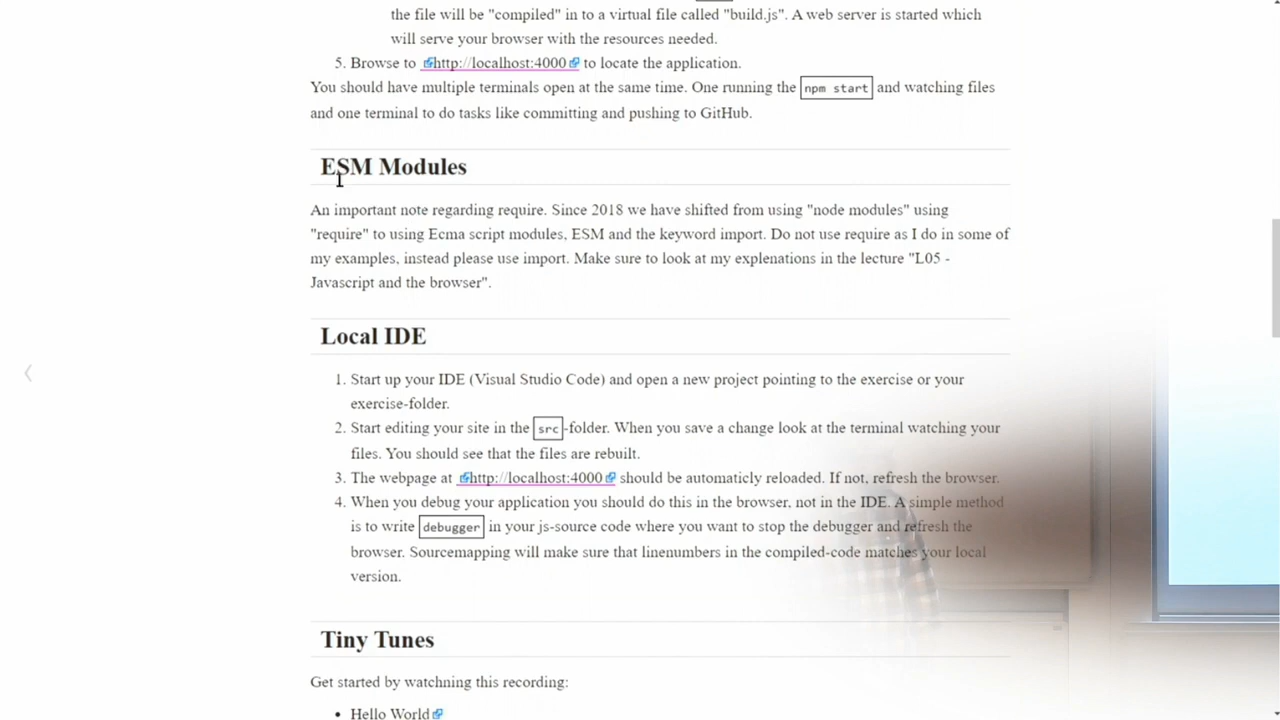 the file will be "compiled" in to a virtual file called "build.js". A web server is started which
will serve your browser with the resources needed.
5. Browse to http://localhost:4000 to locate the application.
You should have multiple terminals open at the same time. One running the npm start and watching files
and one terminal to do tasks like committing and pushing to GitHub.
ESM Modules
An important note regarding require. Since 2018 we have shifted from using "node modules" using
"require" to using Ecma script modules, ESM and the keyword import. Do not use require as I do in some of
my examples, instead please use import. Make sure to look at my explenations in the lecture "L05 -
Javascript and the browser".
Local IDE
1. Start up your IDE (Visual Studio Code) and open a new project pointing to the exercise or your
exercise-folder.
2. Start editing your site in the src-folder. When you save a change look at the terminal watching your
files. You should see that the files are rebuilt.
3. The webpage at http://localhost:4000 should be automaticly reloaded. If not, refresh the browser.
4. When you debug your application you should do this in the browser, not in the IDE. A simple method
is to write debugger in your js-source code where you want to stop the debugger and refresh the
browser. Sourcemapping will make sure that linenumbers in the compiled-code matches your local
version.
Tiny Tunes
Get started by watchning this recording:
• Hello World